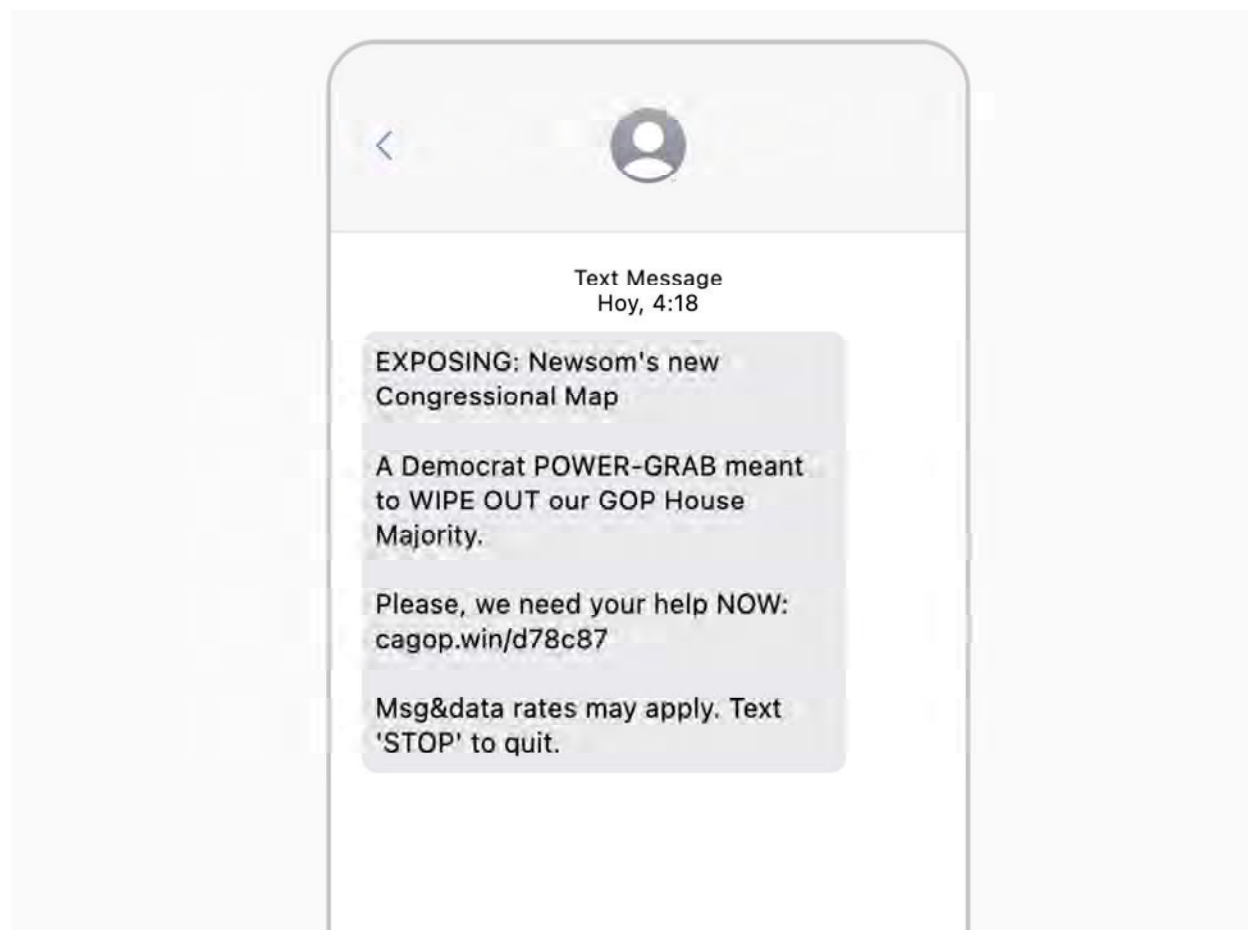 Text Message
Hoy, 4:18
EXPOSING: Newsom's new
Congressional Map
A Democrat POWER-GRAB meant
to WIPE OUT our GOP House
Majority.
Please, we need your help NOW:
cagop.win/d78c87
Msg&data rates may apply. Text
'STOP' to quit.